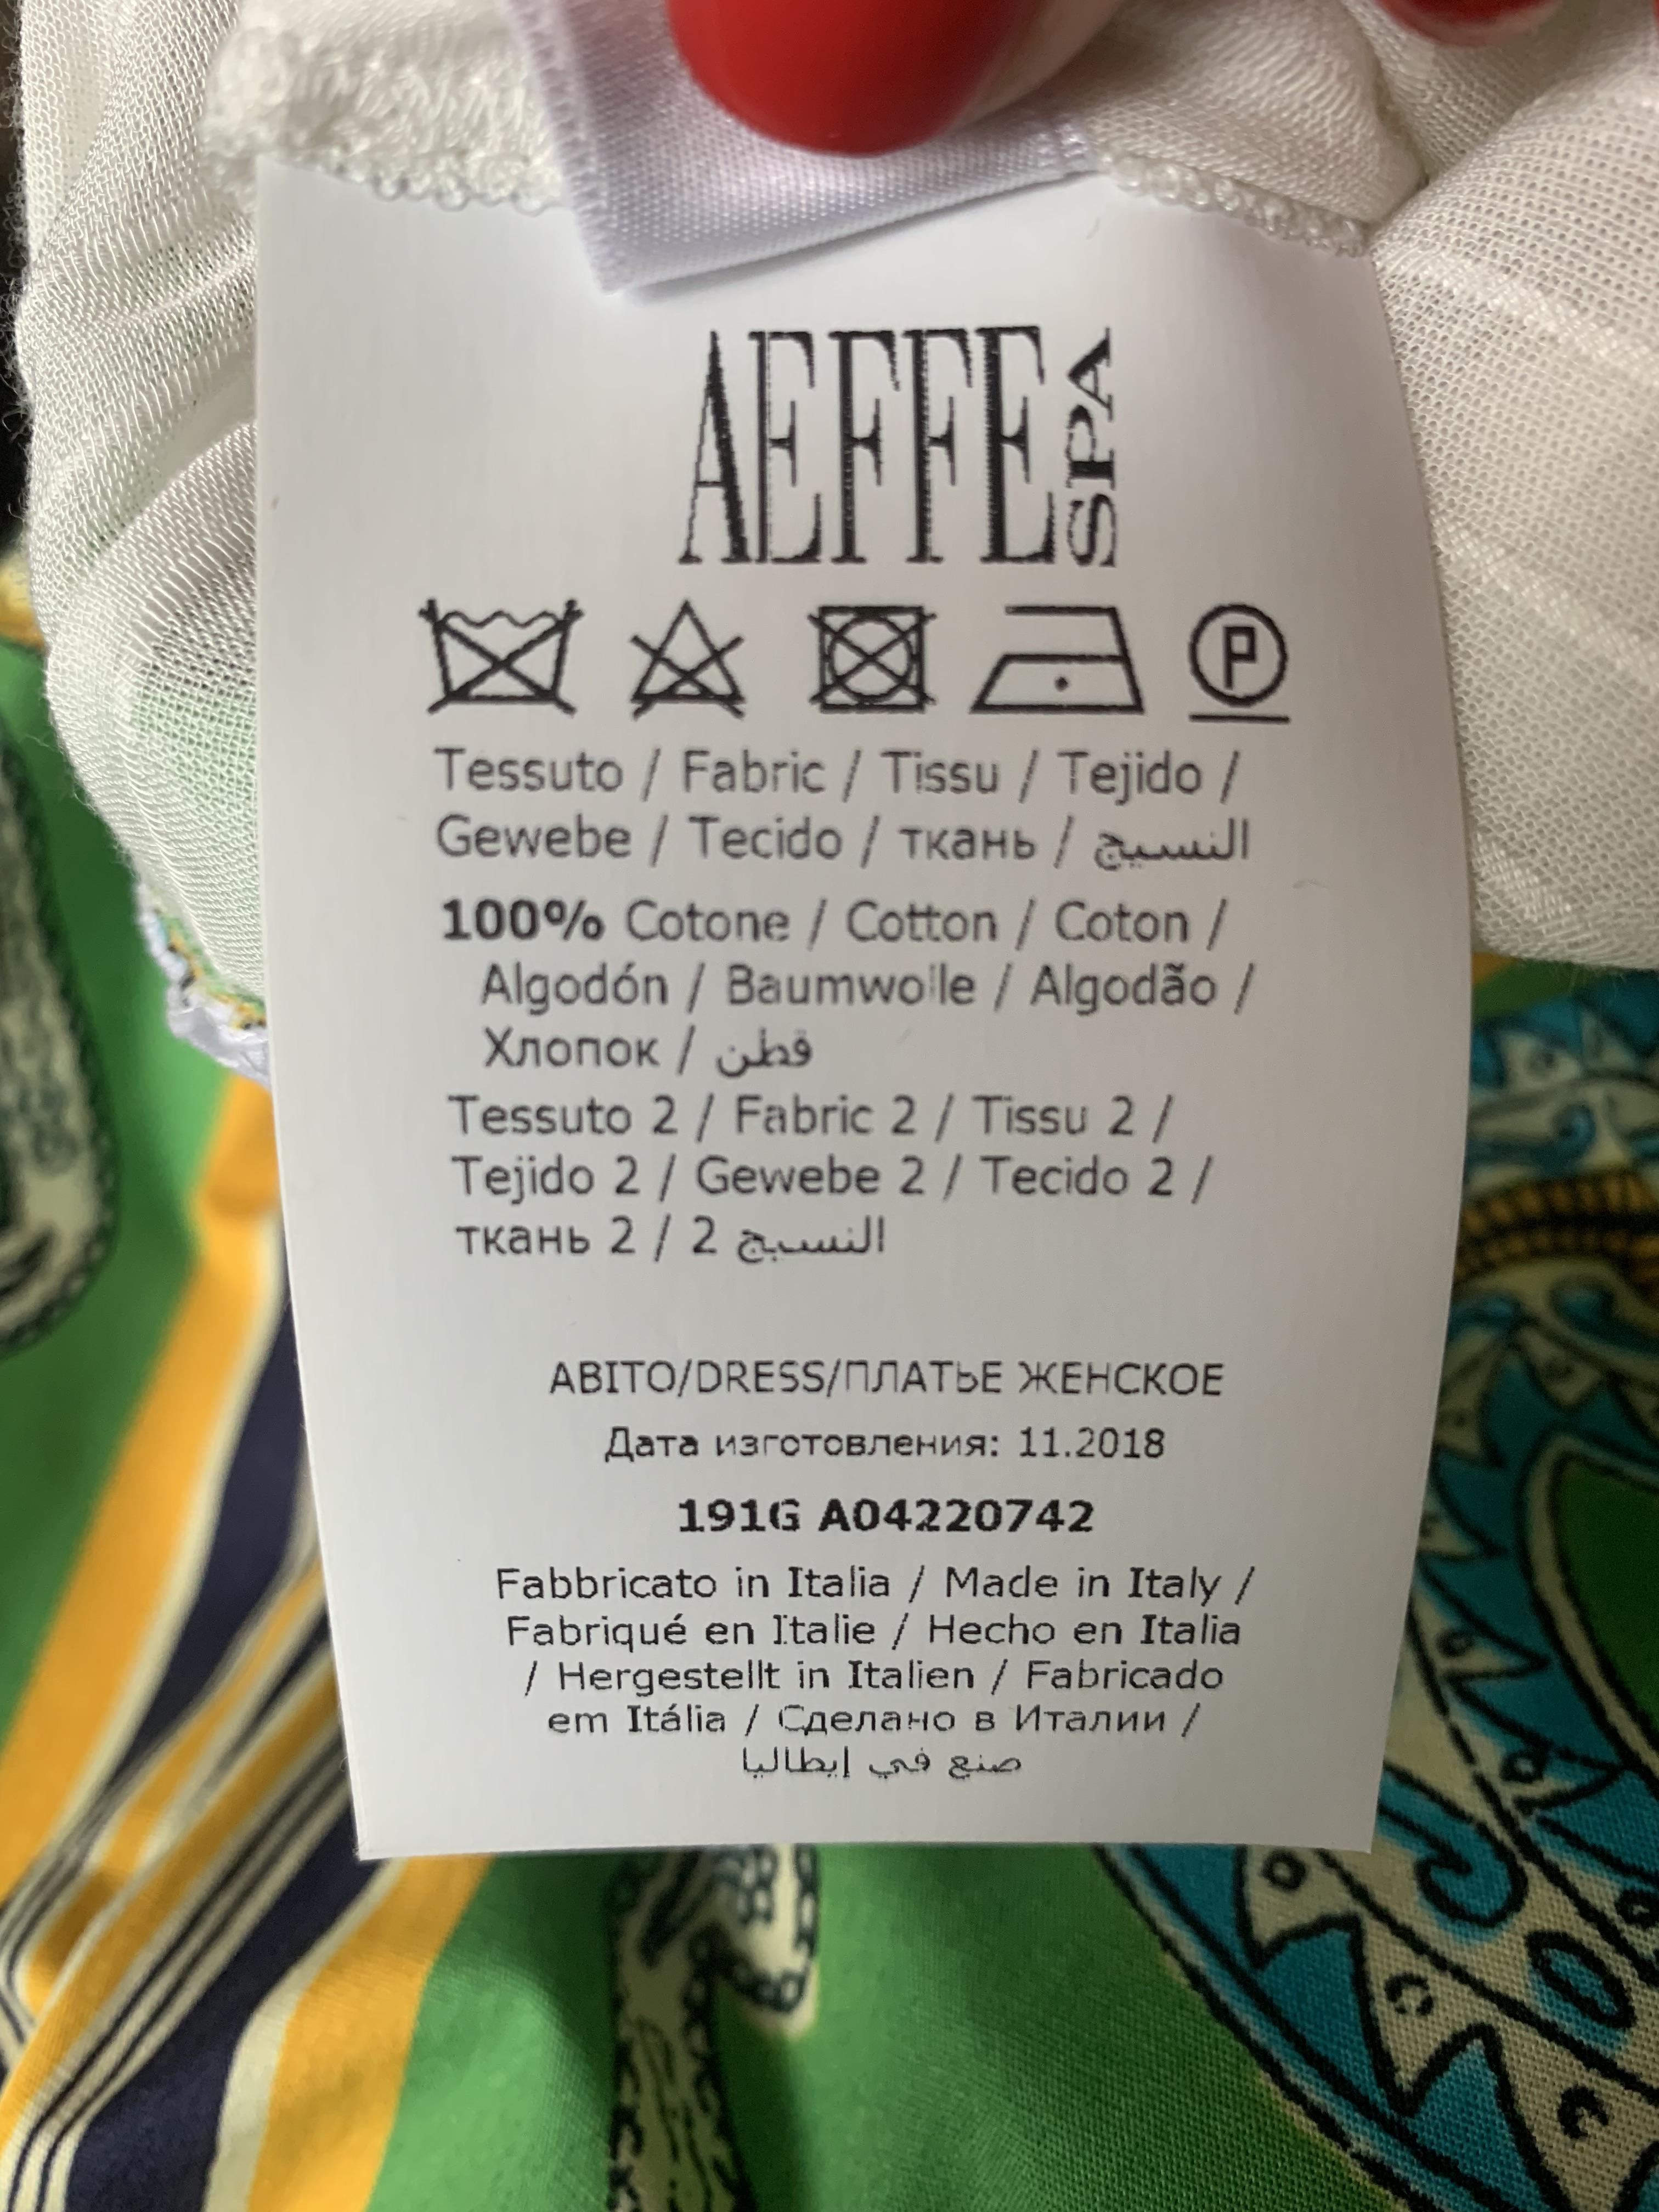 AEFFE SPA
P
Tessuto / Fabric / Tissu / Tejido /
Gewebe / Tecido / ткань / النسيج
100% Cotone / Cotton / Coton /
Algodón / Baumwolle / Algodão /
Хлопок / قطن
Tessuto 2 / Fabric 2 / Tissu 2 /
Tejido 2 / Gewebe 2 / Tecido 2 /
ткань 2 / 2 النسيج
ABITO/DRESS/ПЛАТЬЕ ЖЕНСКОЕ
Дата изготовления: 11.2018
191G A04220742
Fabbricato in Italia / Made in Italy /
Fabriqué en Italie / Hecho en Italia
/ Hergestellt in Italien / Fabricado
em Itália / Сделано в Италии /
صنع في إيطاليا